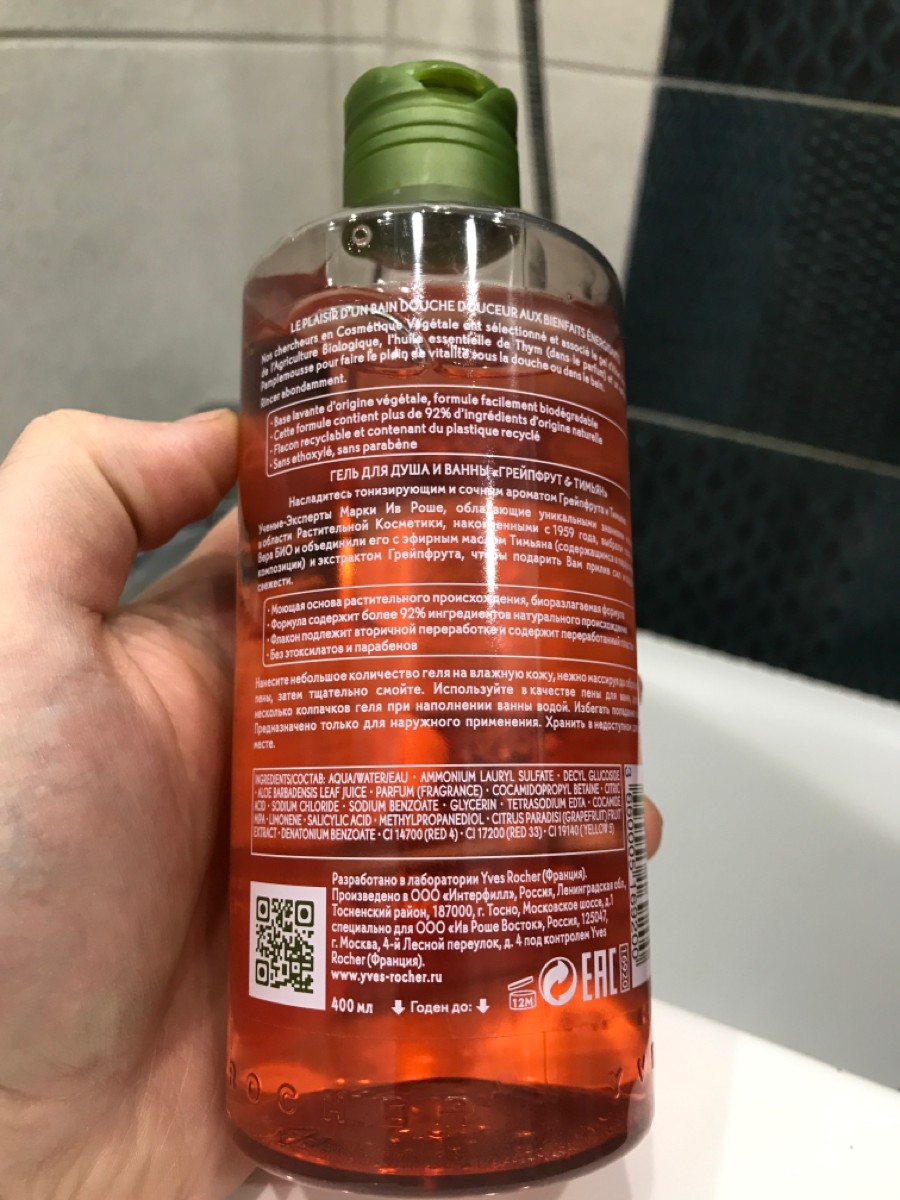 LE PLAISIR D'UN BAIN DOUCHE DOUCEUR AUX BIENFAITS
Nos chercheurs en Cosmétique Végétale ont sélectionné et associé le gel
de l'Agriculture Biologique, l'huile essentielle de Thym (dans le parfum) et
Pamplemousse pour faire le plein de vitalité sous la douche ou dans le bain.
Rincer abondamment.
• Base lavante d'origine végétale, formule facilement biodégradable
• Cette formule contient plus de 92% d'ingrédients d'origine naturelle
• Flacon recyclable et contenant du plastique recyclé
• Sans éthoxylé, sans parabène
ГЕЛЬ ДЛЯ ДУША И ВАННЫ «ГРЕЙПФРУТ & ТИМЬЯН»
Насладитесь тонизирующим и сочным ароматом Грейпфрута и Тимьяна
Ученые-Эксперты Марки Ив Роше, обладающие уникальными
в области Растительной Косметики, накопленными с 1959 года,
Вера БИО и объединили его с эфирным маслом Тимьяна (содержащимся в
композиции) и экстрактом Грейпфрута, чтобы подарить Вам прилив сил
свежести.
• Моющая основа растительного происхождения, биоразлагаемая формула
• Формула содержит более 92% ингредиентов натурального происхождения
• Флакон подлежит вторичной переработке и содержит переработанный
• Без этоксилатов и парабенов
Нанесите небольшое количество геля на влажную кожу, нежно массируя до
пены, затем тщательно смойте. Используйте в качестве пены для
несколько колпачков геля при наполнении ванны водой. Избегать
Предназначено только для наружного применения. Хранить в недоступном
месте.
INGREDIENTS/СОСТАВ: AQUA/WATER/EAU • AMMONIUM LAURYL SULFATE • DECYL GLUCOSIDE
• ALOE BARBADENSIS LEAF JUICE • PARFUM (FRAGRANCE) • COCAMIDOPROPYL BETAINE • CITRIC
ACID • SODIUM CHLORIDE • SODIUM BENZOATE • GLYCERIN • TETRASODIUM EDTA • COCAMIDE
MIPA • LIMONENE • SALICYLIC ACID • METHYLPROPANEDIOL • CITRUS PARADISI (GRAPEFRUIT) FRUIT
EXTRACT • DENATONIUM BENZOATE • CI 14700 (RED 4) • CI 17200 (RED 33) • CI 19140 (YELLOW 5)
Разработано в лаборатории Yves Rocher (Франция).
Произведено в ООО «Интерфилл», Россия, Ленинградская обл.,
Тосненский район, 187000, г. Тосно, Московское шоссе, д.1
специально для ООО «Ив Роше Восток», Россия, 125047,
г. Москва, 4-й Лесной переулок, д. 4 под контролем Yves
Rocher (Франция).
www.yves-rocher.ru
400 мл Годен до:
12M
EAC
16920
ROCHER YV